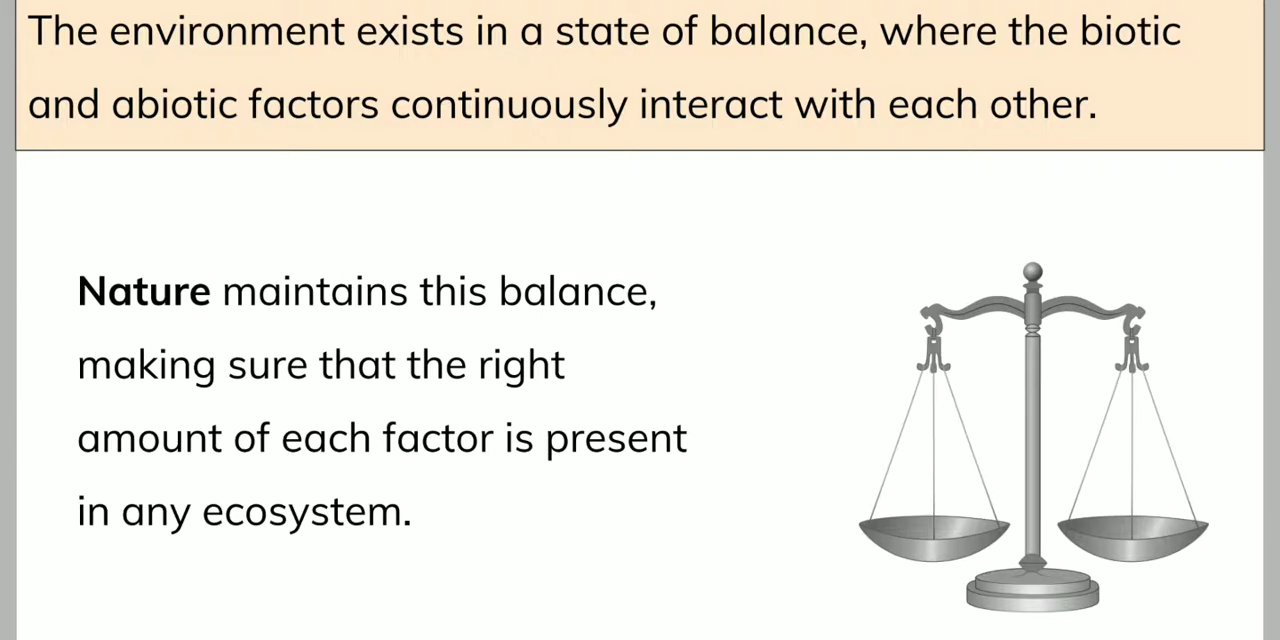 The environment exists in a state of balance, where the biotic
and abiotic factors continuously interact with each other.
Nature maintains this balance,
making sure that the right
amount of each factor is present
in any ecosystem.